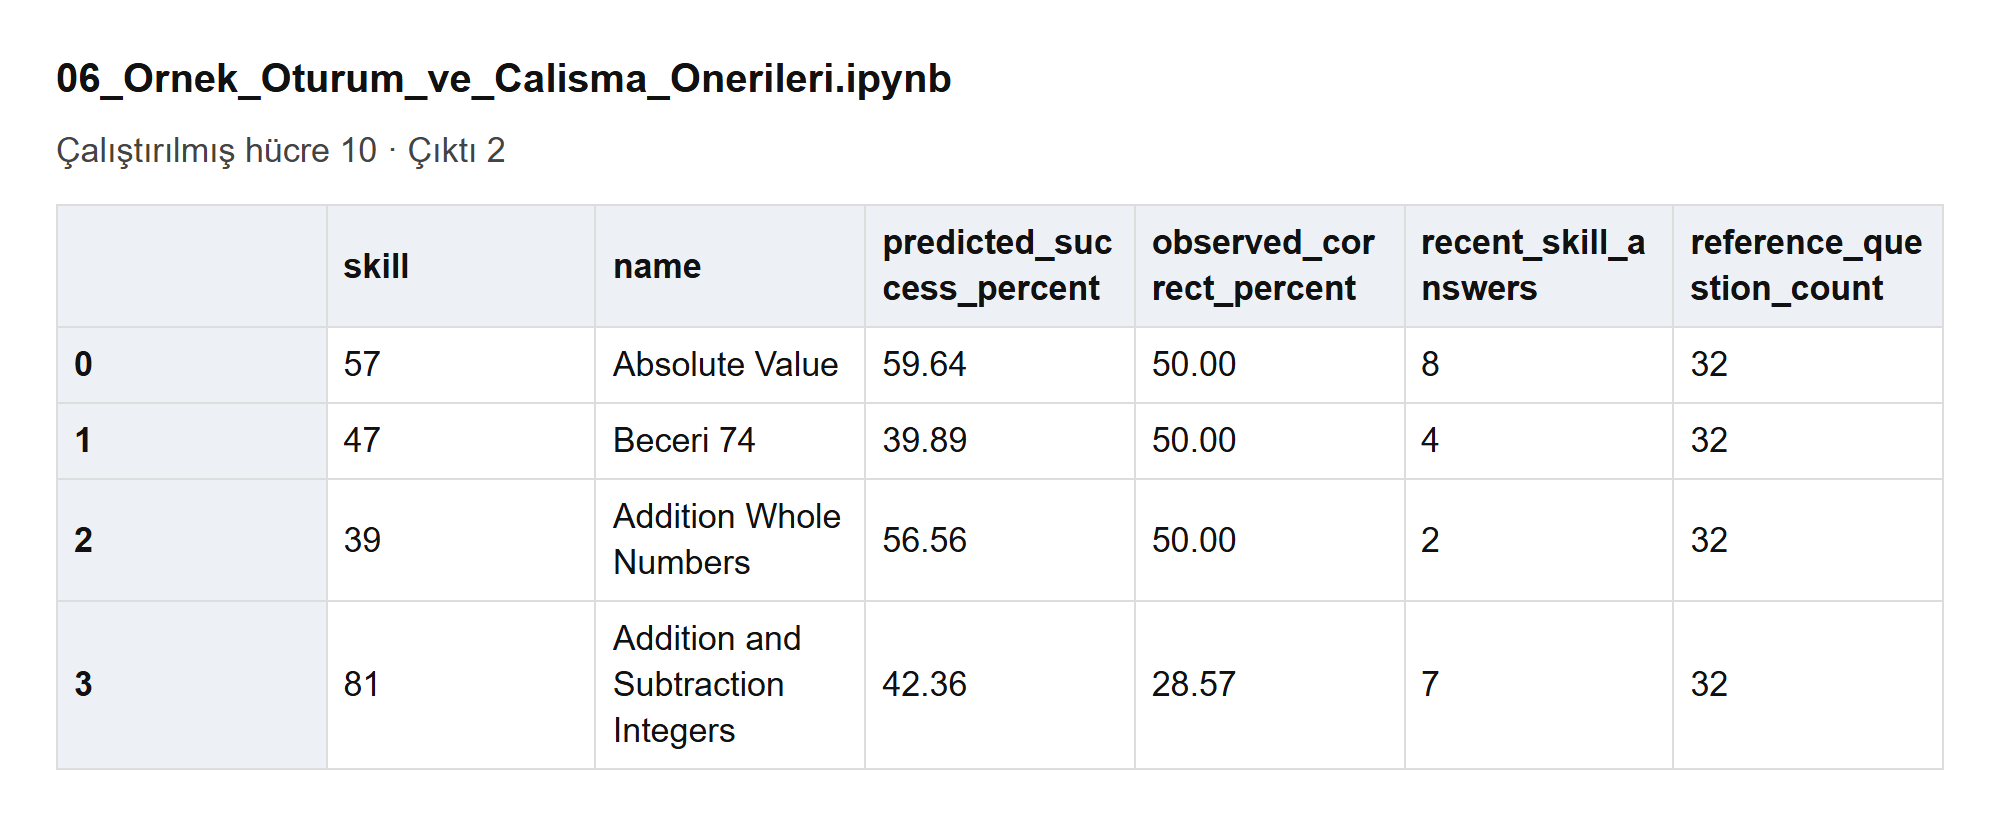 06_Ornek_Oturum_ve_Calisma_Onerileri.ipynb
Çalıştırılmış hücre 10 · Çıktı 2
skill name predicted_suc observed_cor recent_skill_a reference_que
cess_percent rect_percent nswers stion_count
0 57 Absolute Value 59.64 50.00 8 32
1 47 Beceri 74 39.89 50.00 4 32
2 39 Addition Whole 56.56 50.00 2 32
Numbers
3 81 Addition and 42.36 28.57 7 32
Subtraction
Integers